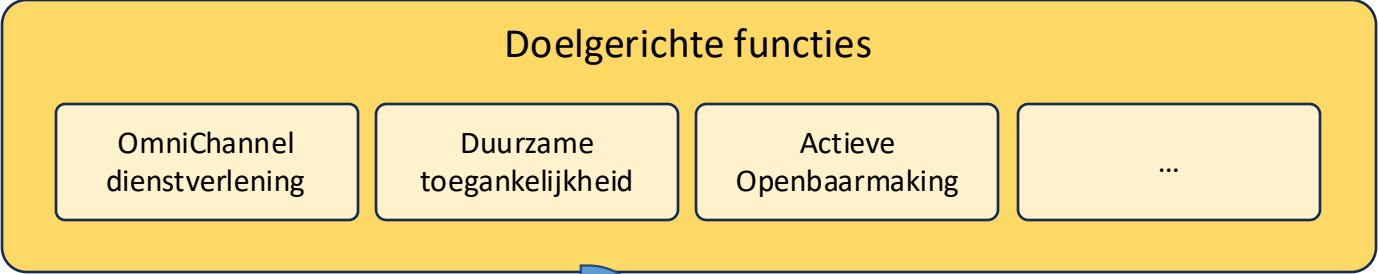 Doelgerichte functies
OmniChannel
dienstverlening
Duurzame
toegankelijkheid
Actieve
Openbaarmaking
...